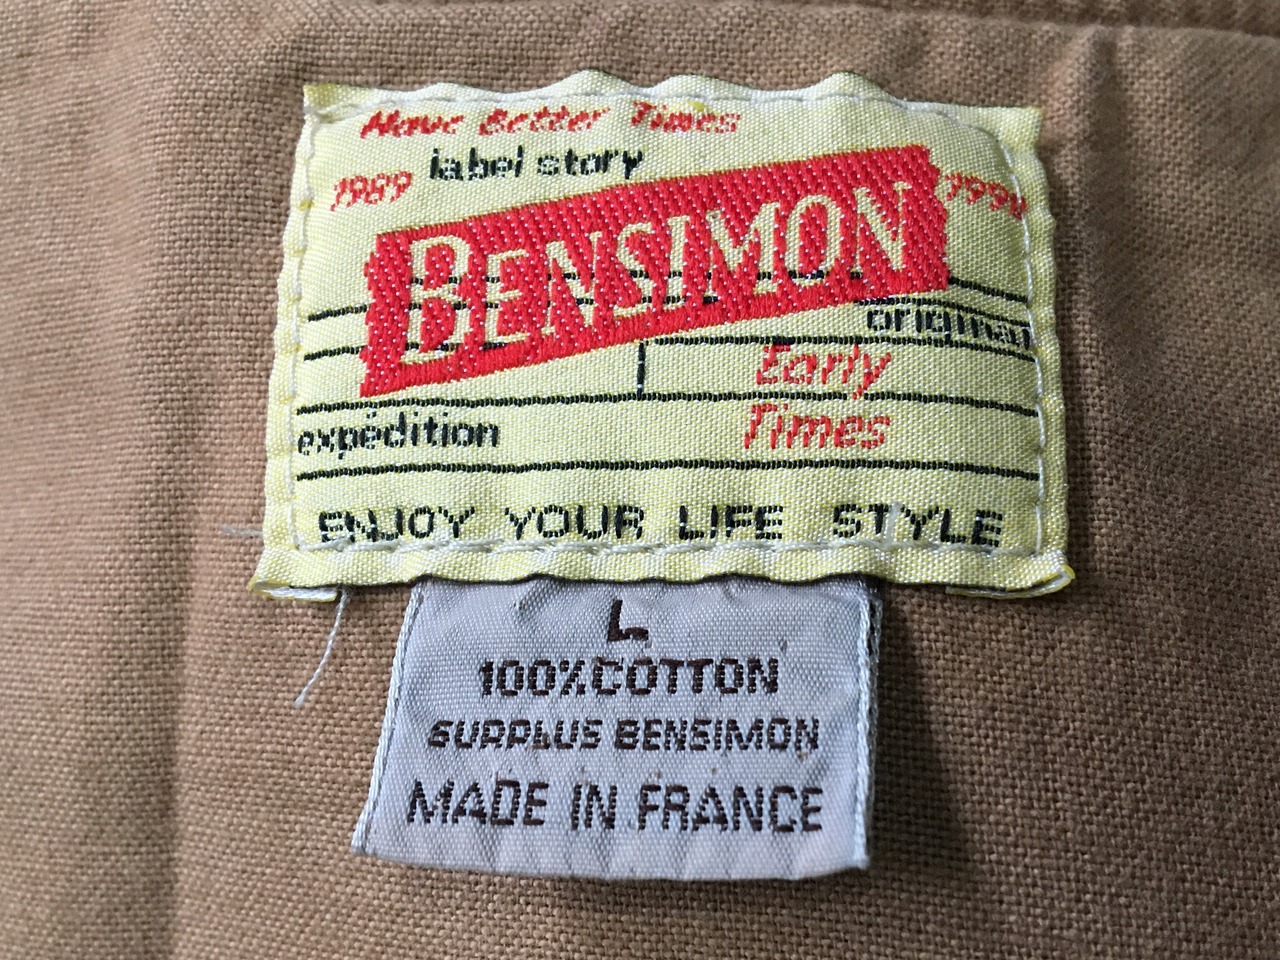 Have Better Times
label story
1989 1990
BENSIMON
original
Early
expédition Times
ENJOY YOUR LIFE STYLE
L
100%COTTON
SURPLUS BENSIMON
MADE IN FRANCE